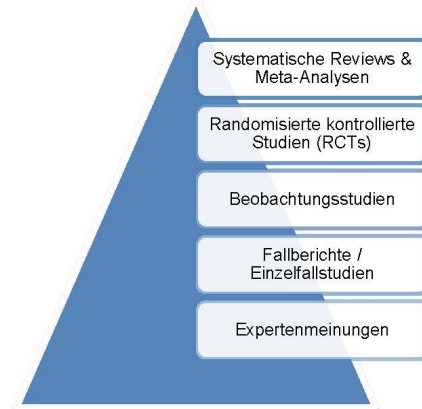 Systematische Reviews &
Meta-Analysen
Randomisierte kontrollierte
Studien (RCTs)
Beobachtungsstudien
Fallberichte /
Einzelfallstudien
Expertenmeinungen